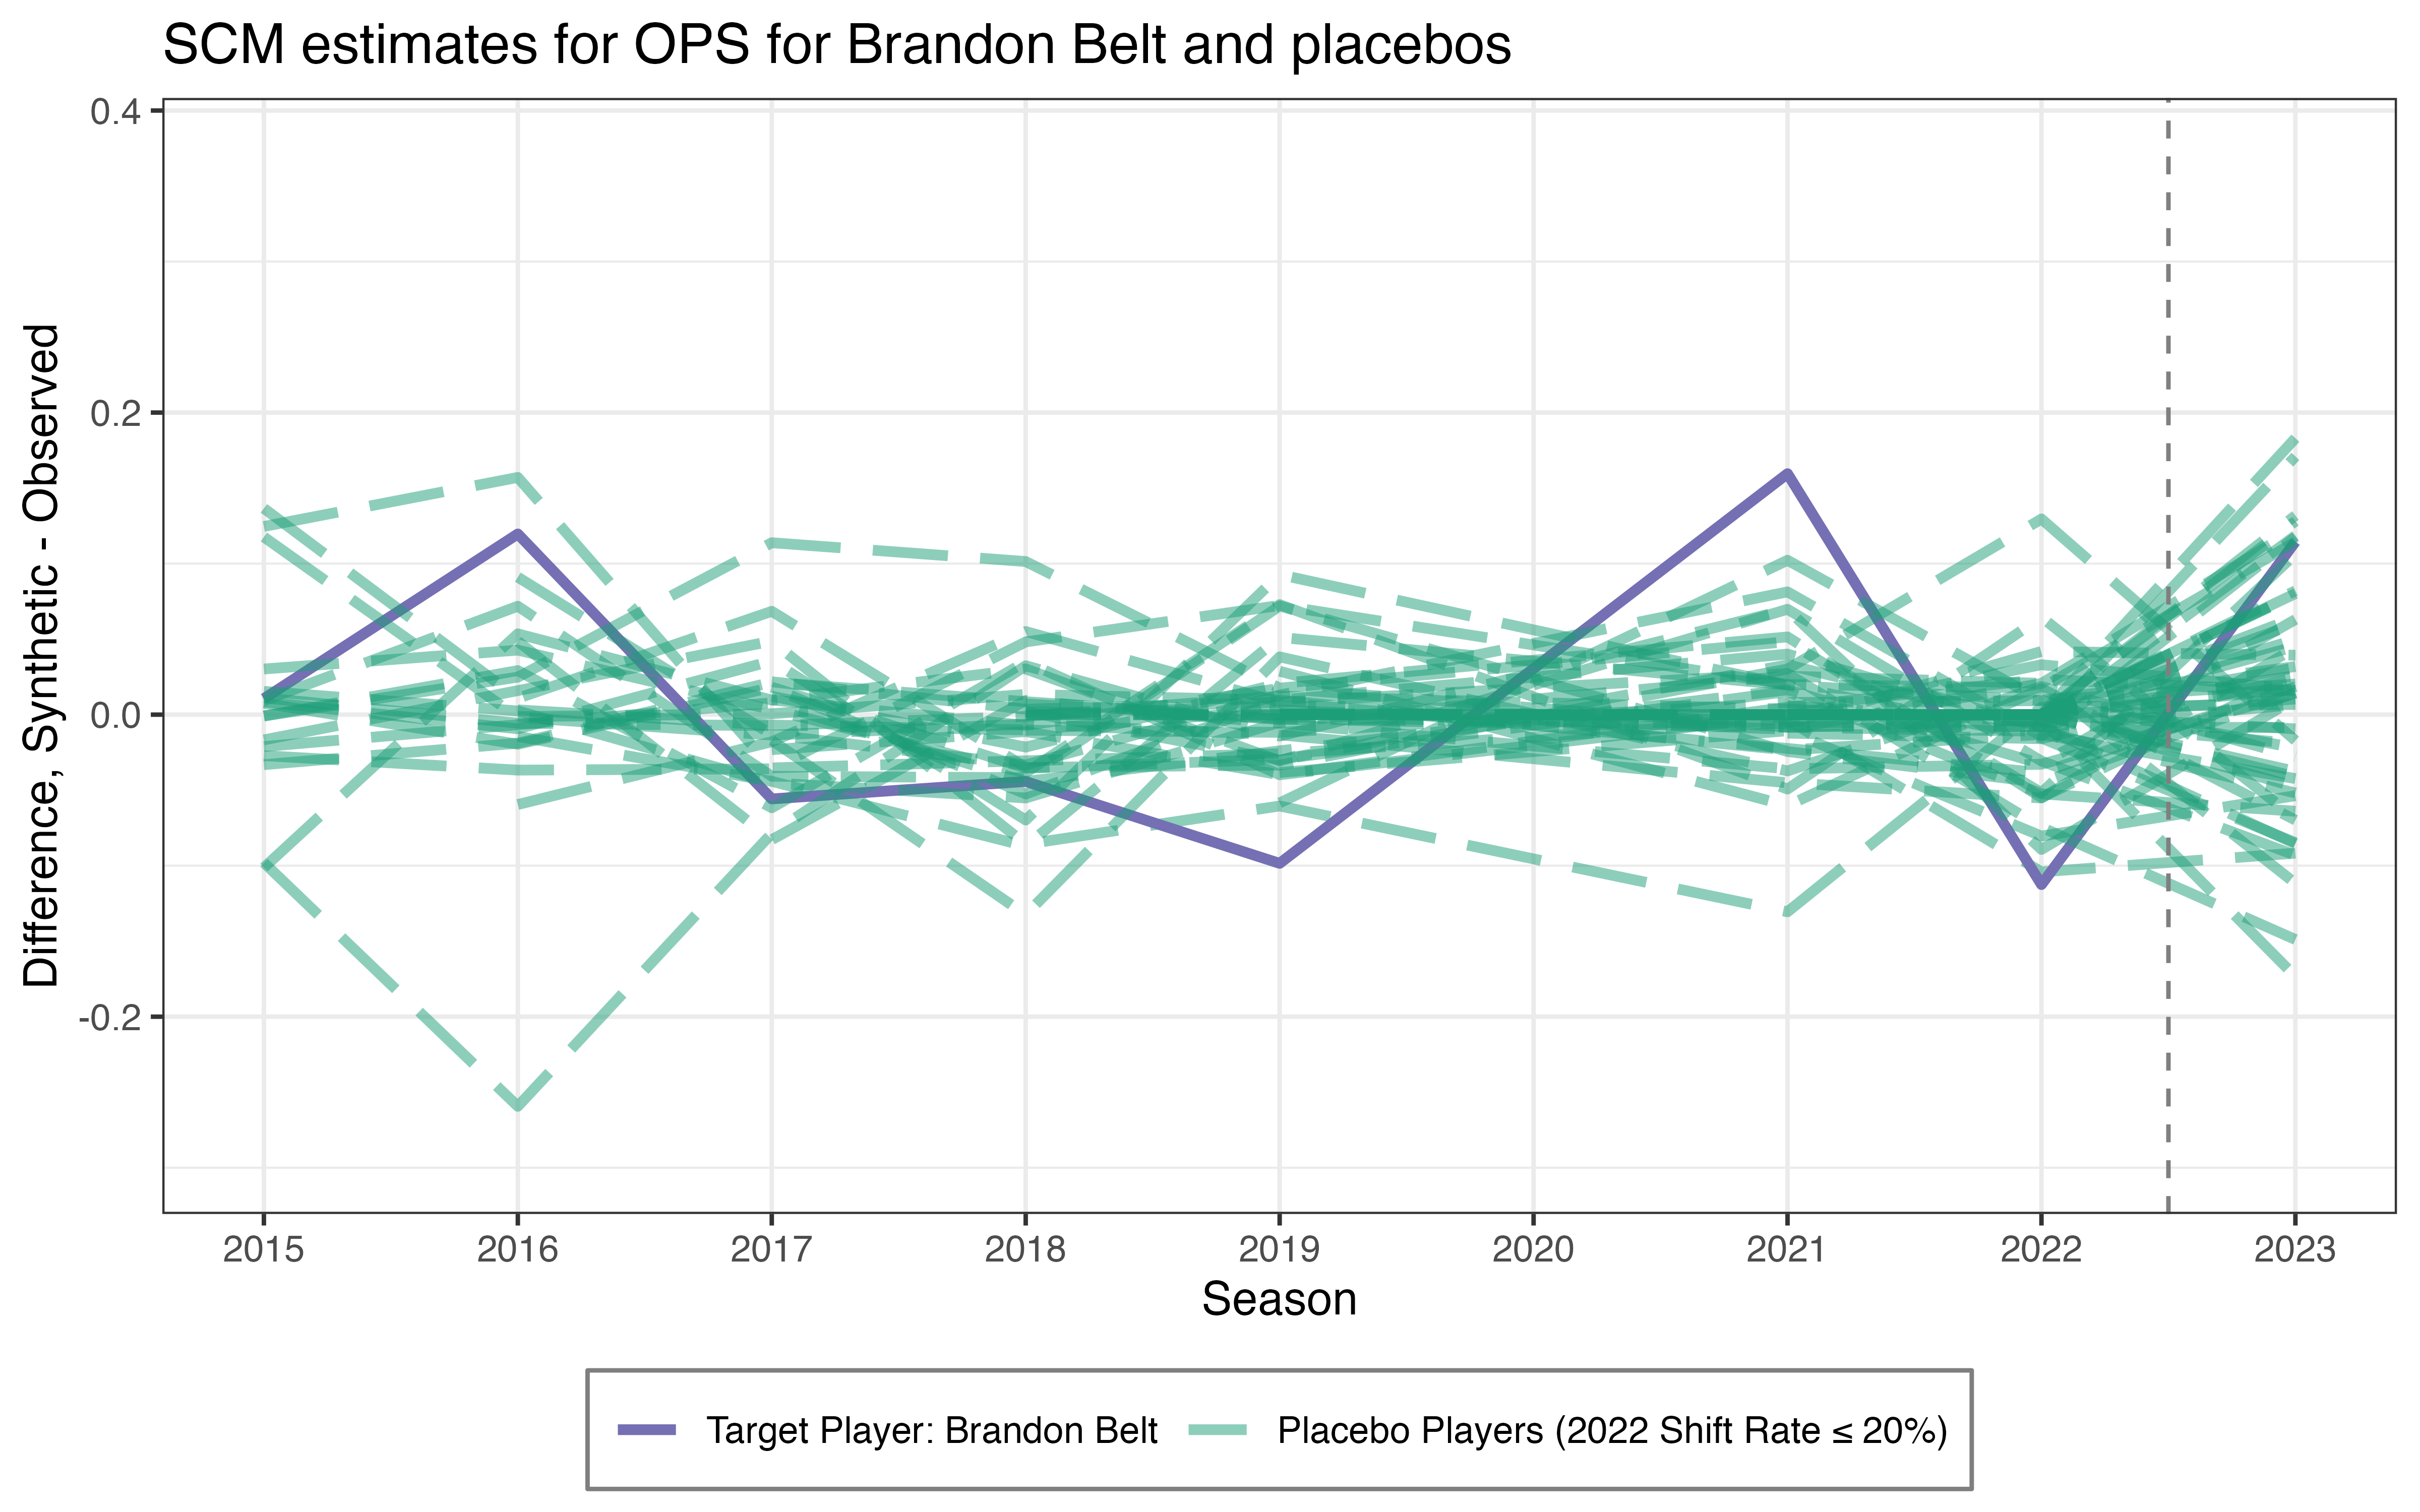 SCM estimates for OPS for Brandon Belt and placebos
Difference, Synthetic - Observed
0.4
0.2
0.0
-0.2
2015 2016 2017 2018 2019 2020 2021 2022 2023
Season
Target Player: Brandon Belt Placebo Players (2022 Shift Rate ≤ 20%)